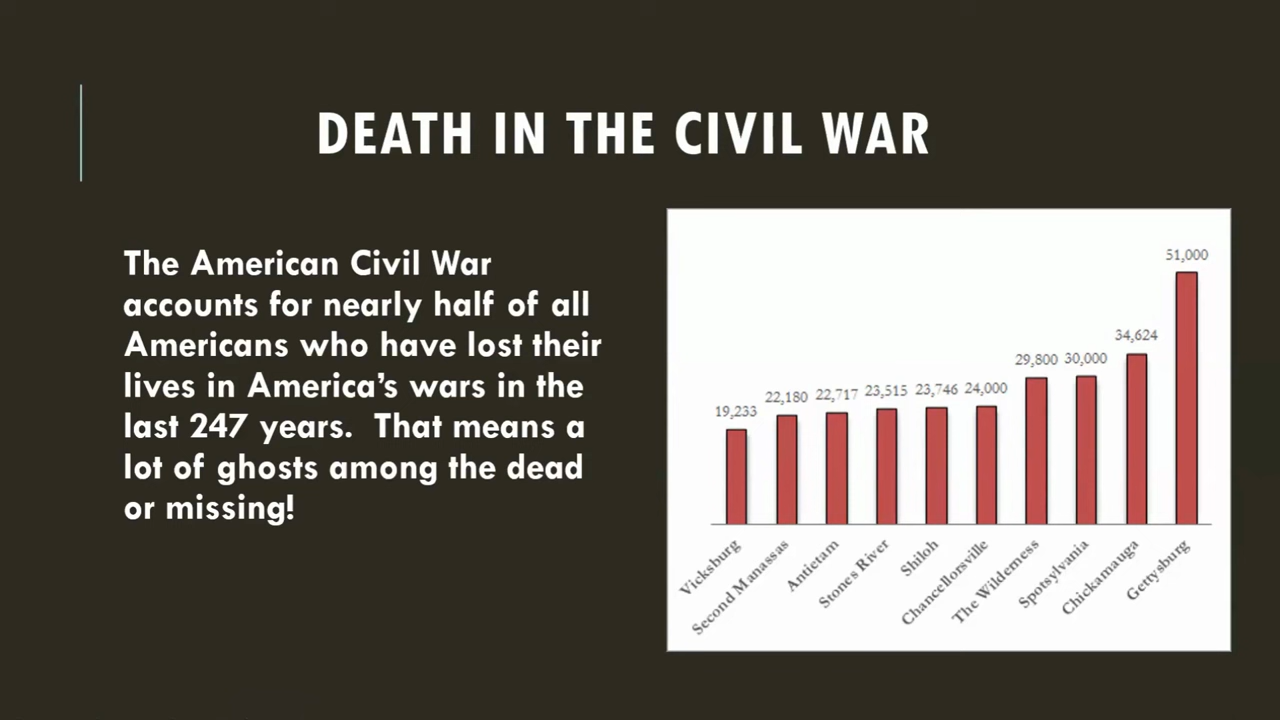 DEATH IN THE CIVIL WAR
The American Civil War
accounts for nearly half of all
Americans who have lost their
lives in America's wars in the
last 247 years.  That means a
lot of ghosts among the dead
or missing!
19,233
22,180
22,717
23,515
23,746
24,000
29,800
30,000
34,624
51,000
Vicksburg
Second Manassas
Antietam
Stones River
Shiloh
Chancellorsville
The Wilderness
Spotsylvania
Chickamauga
Gettysburg